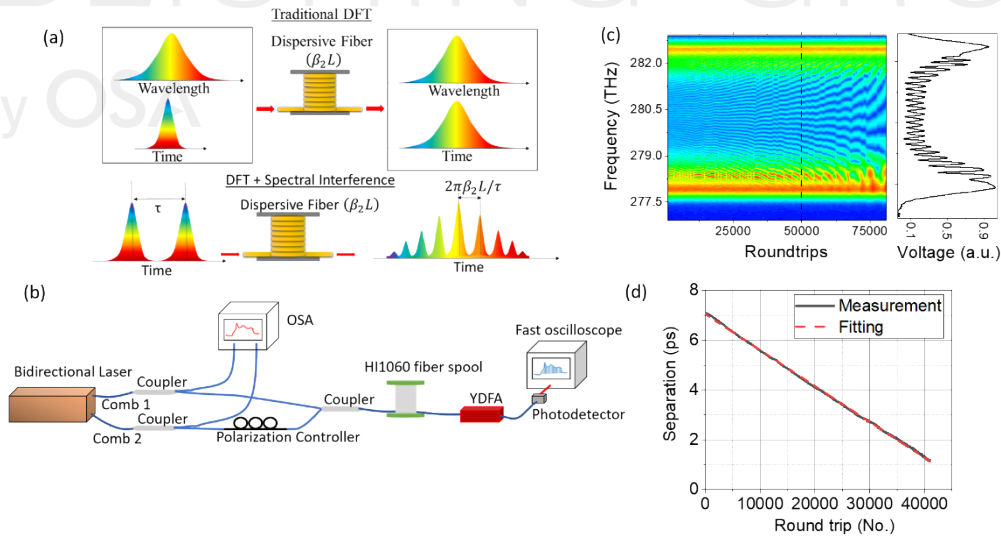 by OSA
(a)
Traditional DFT
Dispersive Fiber
(β₂L)
Wavelength
Time
Wavelength
Time
DFT + Spectral Interference
Dispersive Fiber (β₂L)
τ
2πβ₂L/τ
Time
Time
(b)
OSA
Bidirectional Laser
Coupler
Comb 1
Coupler
Comb 2
Polarization Controller
Coupler
HI1060 fiber spool
YDFA
Fast oscilloscope
Photodetector
(c)
Frequency (THz)
282.0
280.5
279.0
277.5
25000 50000 75000
Roundtrips
0.1 0.5 0.9
Voltage (a.u.)
(d)
Separation (ps)
8
6
4
2
0
Measurement
Fitting
0 10000 20000 30000 40000
Round trip (No.)